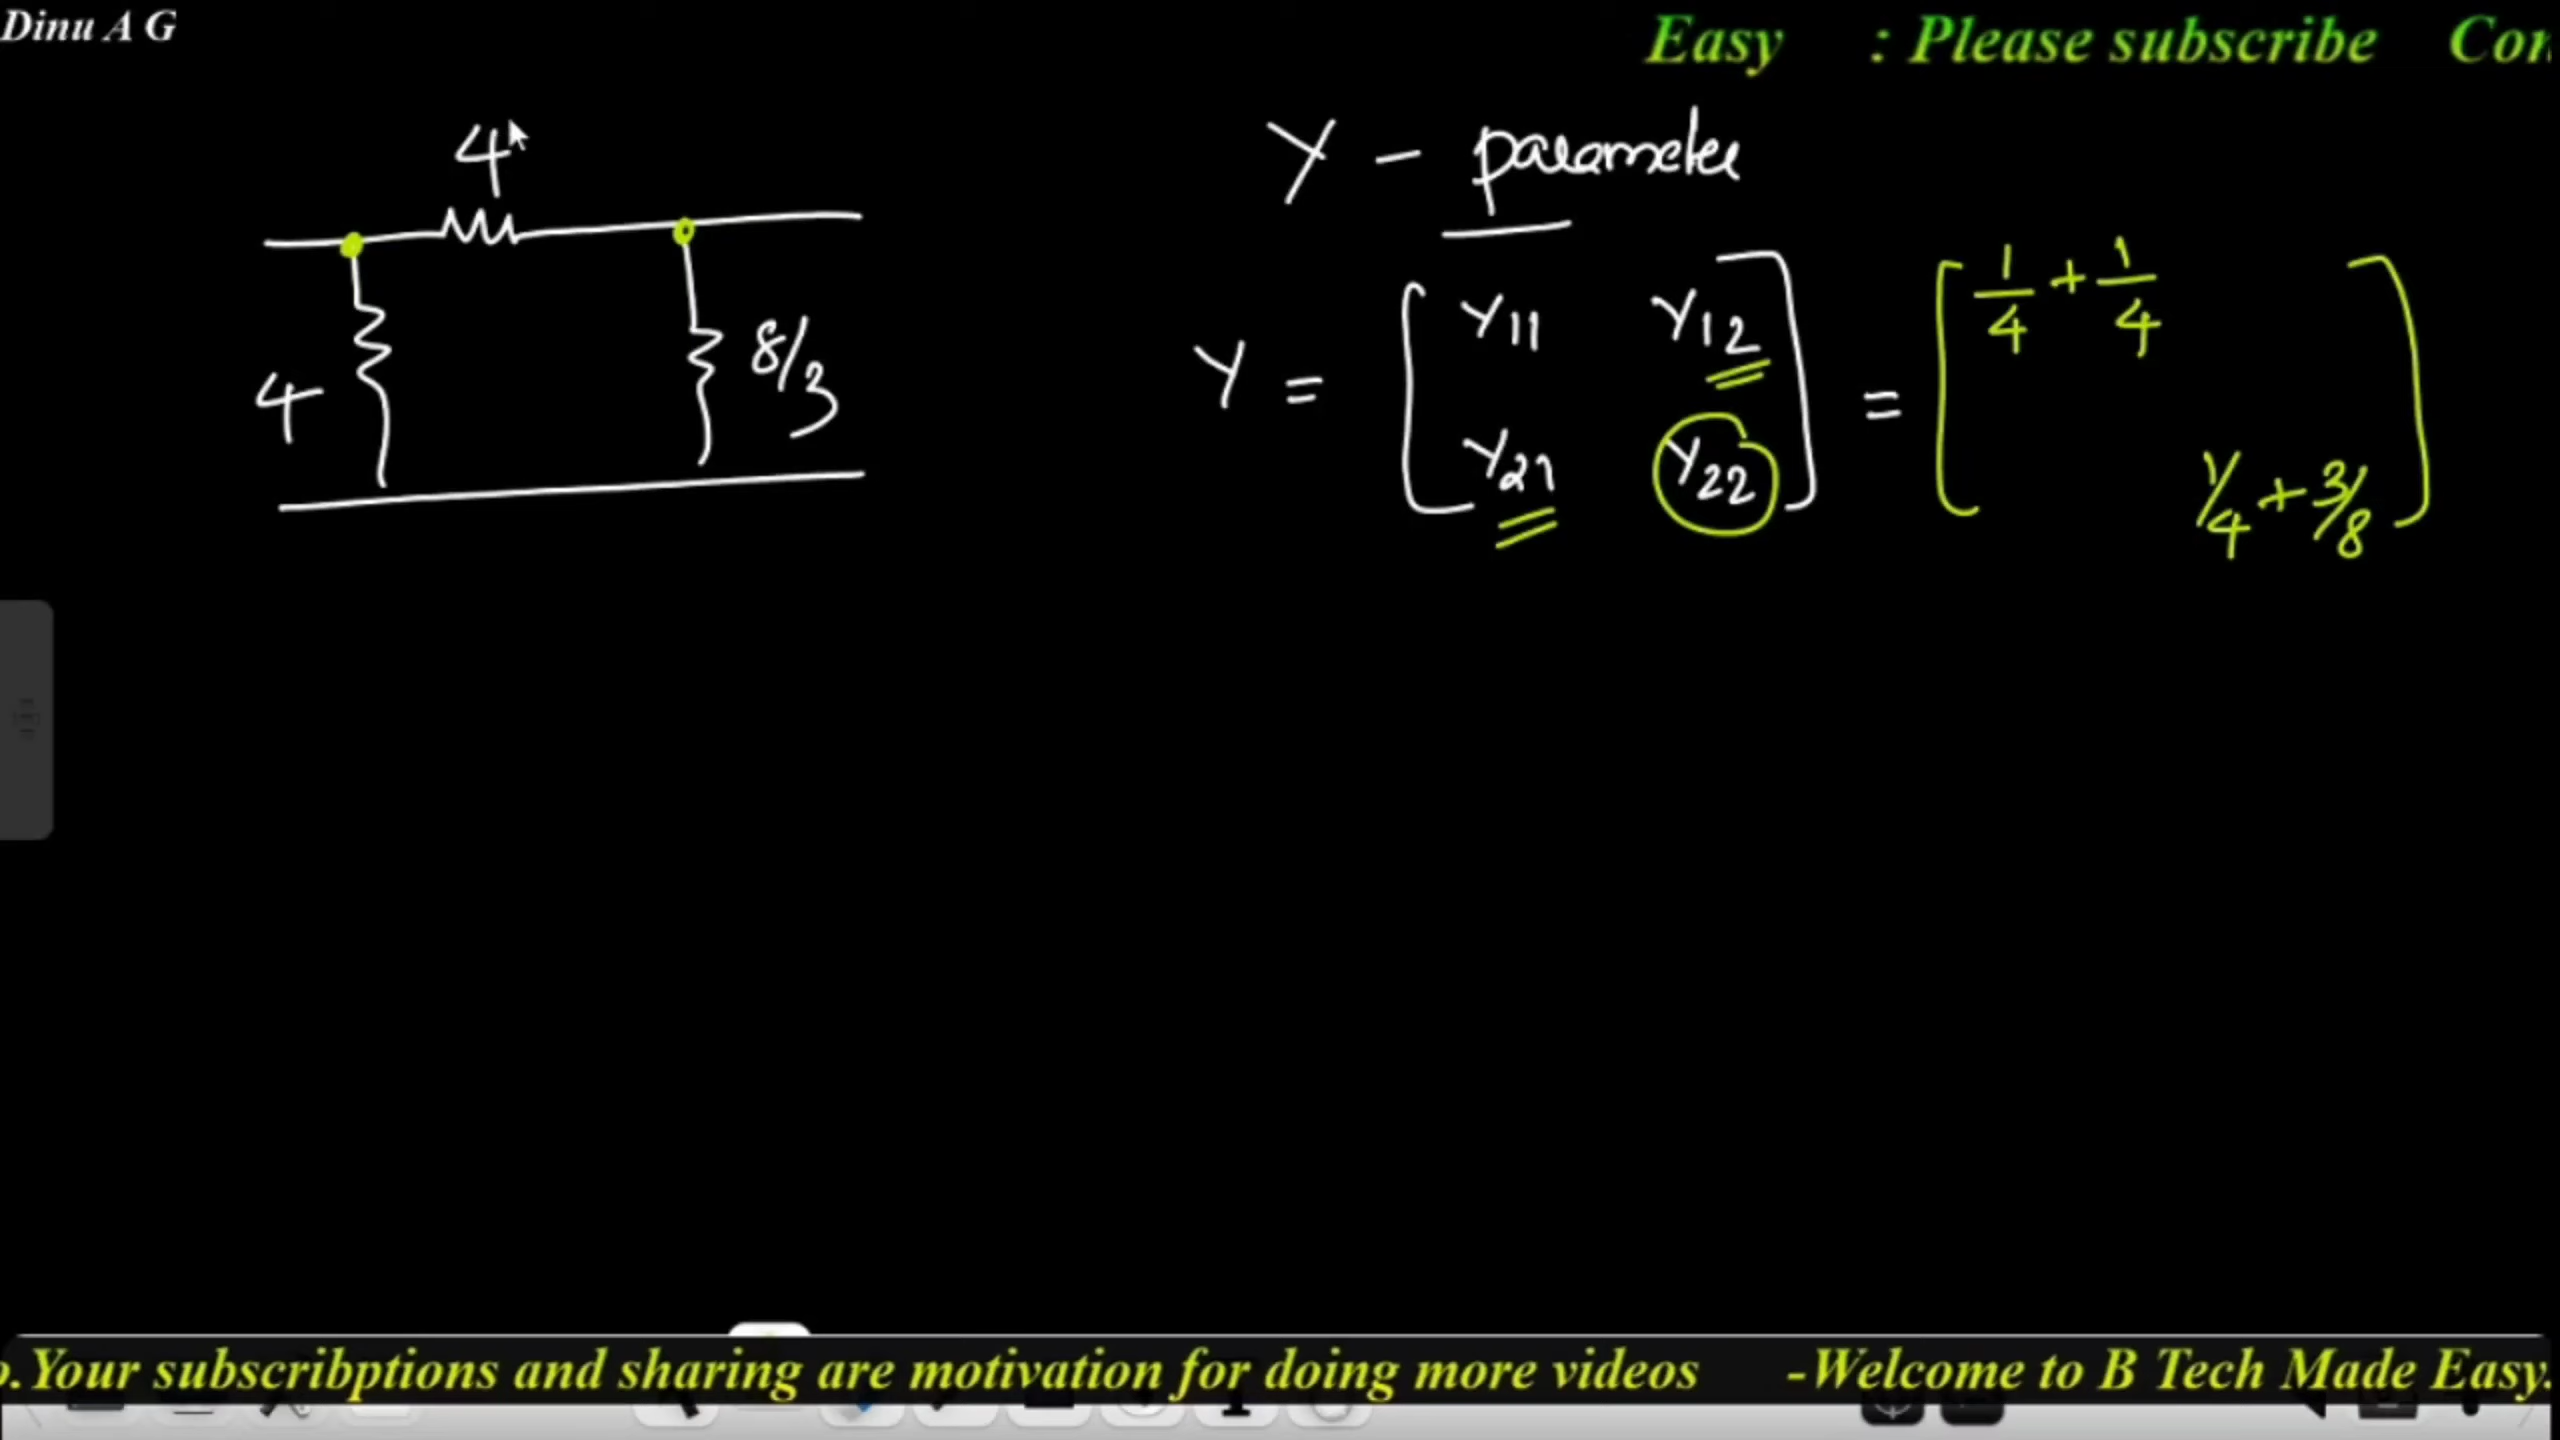 Dinu A G
Easy : Please subscribe Con
4
4
8/3
Y - parameter
Y = [ Y11 Y12 ] = [ 1/4 + 1/4 ]
[ Y21 Y22 ] [ 1/4 + 3/8 ]
o.Your subscribptions and sharing are motivation for doing more videos -Welcome to B Tech Made Easy.